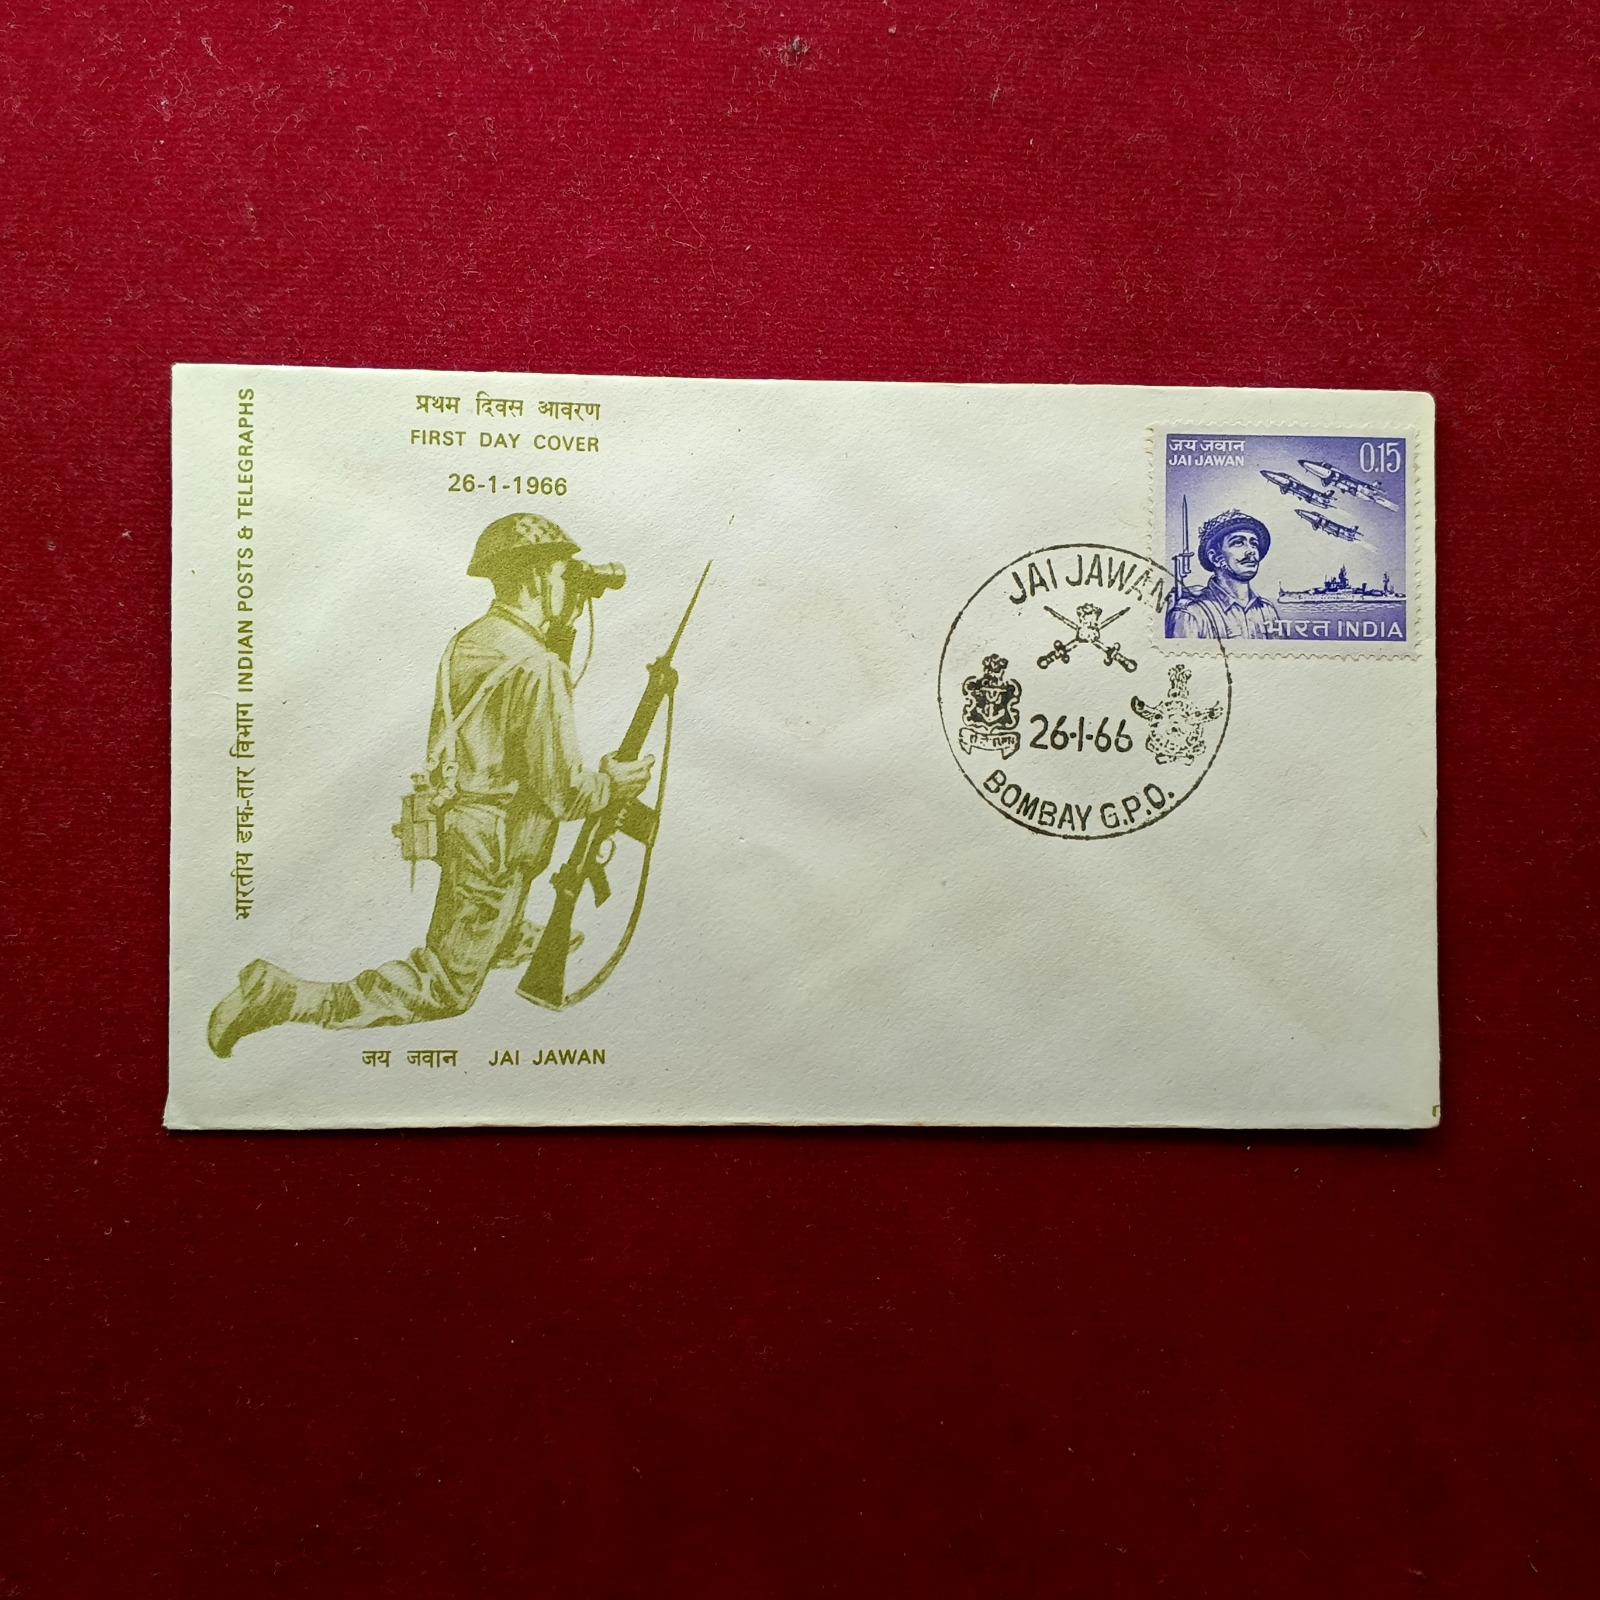 भारतीय डाक-तार विभाग INDIAN POSTS & TELEGRAPHS
प्रथम दिवस आवरण
FIRST DAY COVER
26-1-1966
जय जवान JAI JAWAN
जय जवान
JAI JAWAN
0.15
भारत INDIA
JAI JAWAN
26·1·66
BOMBAY G.P.O.